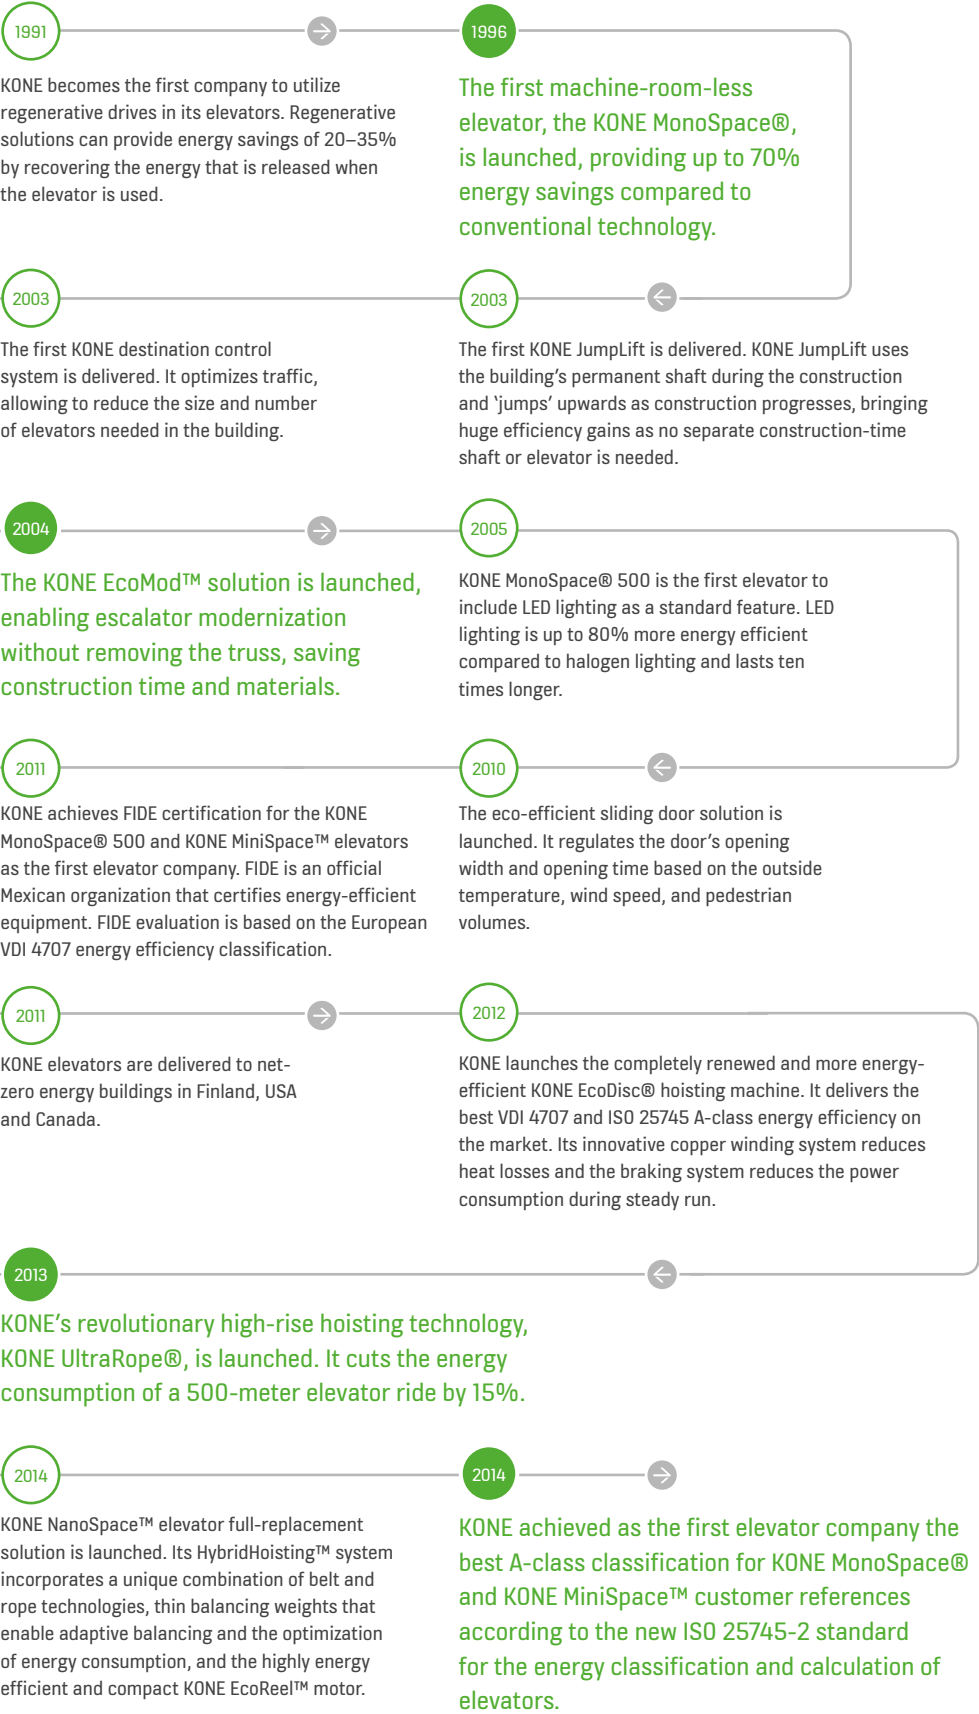 1991
KONE becomes the first company to utilize
regenerative drives in its elevators. Regenerative
solutions can provide energy savings of 20–35%
by recovering the energy that is released when
the elevator is used.
1996
The first machine-room-less
elevator, the KONE MonoSpace®,
is launched, providing up to 70%
energy savings compared to
conventional technology.
2003
The first KONE JumpLift is delivered. KONE JumpLift uses
the building’s permanent shaft during the construction
and ‘jumps’ upwards as construction progresses, bringing
huge efficiency gains as no separate construction-time
shaft or elevator is needed.
2003
The first KONE destination control
system is delivered. It optimizes traffic,
allowing to reduce the size and number
of elevators needed in the building.
2004
The KONE EcoMod™ solution is launched,
enabling escalator modernization
without removing the truss, saving
construction time and materials.
2005
KONE MonoSpace® 500 is the first elevator to
include LED lighting as a standard feature. LED
lighting is up to 80% more energy efficient
compared to halogen lighting and lasts ten
times longer.
2010
The eco-efficient sliding door solution is
launched. It regulates the door’s opening
width and opening time based on the outside
temperature, wind speed, and pedestrian
volumes.
2011
KONE achieves FIDE certification for the KONE
MonoSpace® 500 and KONE MiniSpace™ elevators
as the first elevator company. FIDE is an official
Mexican organization that certifies energy-efficient
equipment. FIDE evaluation is based on the European
VDI 4707 energy efficiency classification.
2011
KONE elevators are delivered to net-
zero energy buildings in Finland, USA
and Canada.
2012
KONE launches the completely renewed and more energy-
efficient KONE EcoDisc® hoisting machine. It delivers the
best VDI 4707 and ISO 25745 A-class energy efficiency on
the market. Its innovative copper winding system reduces
heat losses and the braking system reduces the power
consumption during steady run.
2013
KONE’s revolutionary high-rise hoisting technology,
KONE UltraRope®, is launched. It cuts the energy
consumption of a 500-meter elevator ride by 15%.
2014
KONE NanoSpace™ elevator full-replacement
solution is launched. Its HybridHoisting™ system
incorporates a unique combination of belt and
rope technologies, thin balancing weights that
enable adaptive balancing and the optimization
of energy consumption, and the highly energy
efficient and compact KONE EcoReel™ motor.
2014
KONE achieved as the first elevator company the
best A-class classification for KONE MonoSpace®
and KONE MiniSpace™ customer references
according to the new ISO 25745-2 standard
for the energy classification and calculation of
elevators.